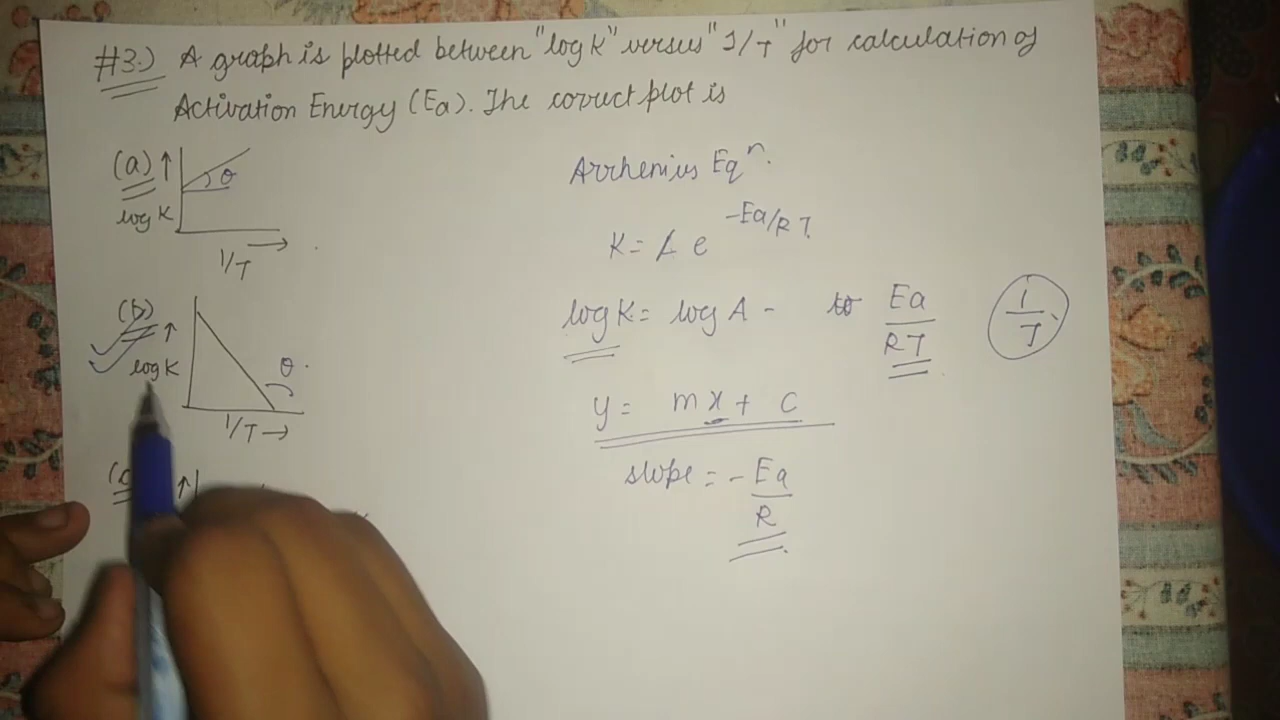 #3.) A graph is plotted between "log K" versus "1/T" for calculation of
Activation Energy (Ea). The correct plot is
(a) ↑ θ
log K
1/T →
(b) ↑
log K θ
1/T →
(c ↑
Arrhenius Eqⁿ.
K = A e -Ea/RT
log K = log A - Ea/RT
1/T
y = mx + c
slope = - Ea/R